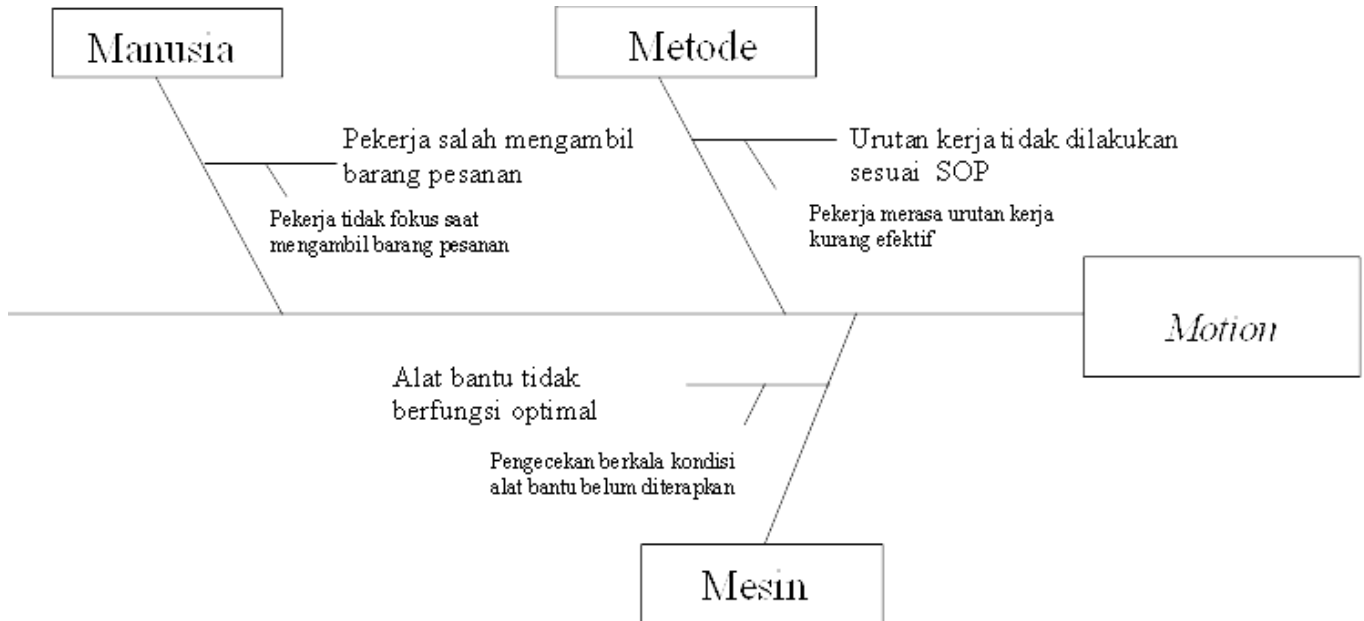 Manusia
Metode
Pekerja salah mengambil
barang pesanan
Pekerja tidak fokus saat
mengambil barang pesanan
Urutan kerja tidak dilakukan
sesuai SOP
Pekerja merasa urutan kerja
kurang efektif
Motion
Alat bantu tidak
berfungsi optimal
Pengecekan berkala kondisi
alat bantu belum diterapkan
Mesin